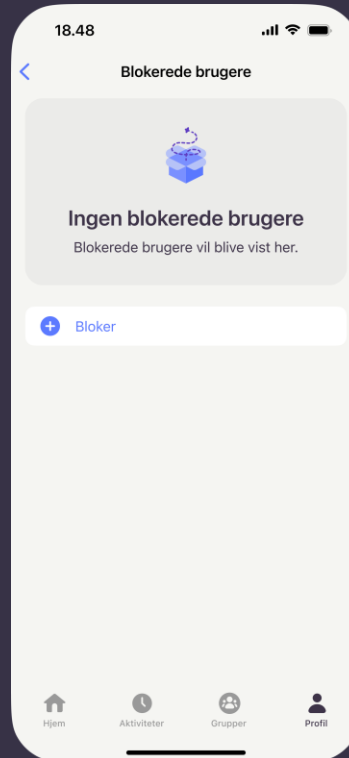 18.48
Blokerede brugere
Ingen blokerede brugere
Blokerede brugere vil blive vist her.
Bloker
Hjem
Aktiviteter
Grupper
Profil